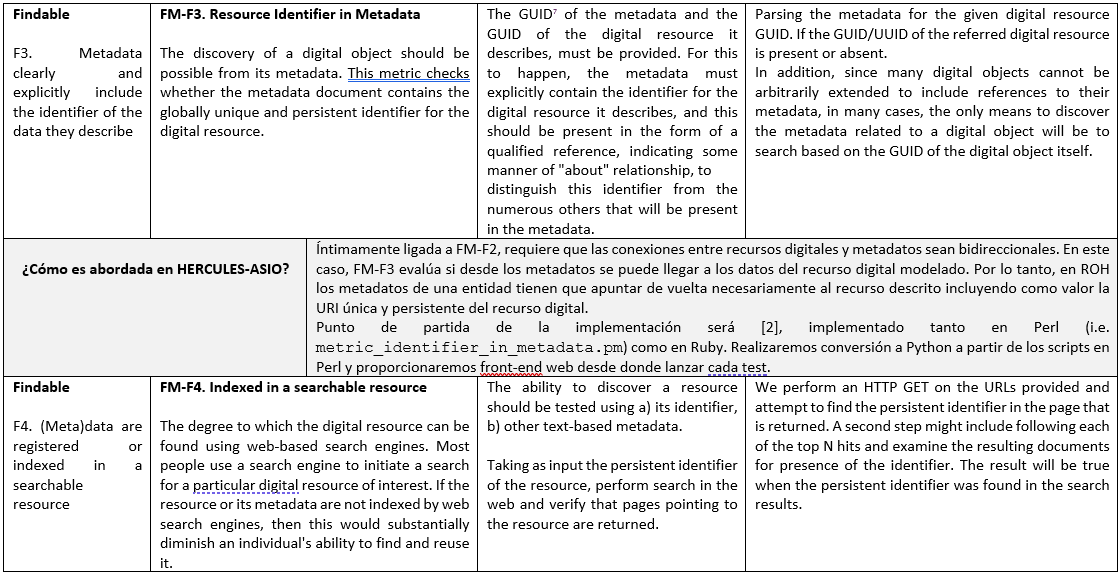 Findable
F3. Metadata
clearly and
explicitly include
the identifier of the
data they describe
FM-F3. Resource Identifier in Metadata
The discovery of a digital object should be
possible from its metadata. This metric checks
whether the metadata document contains the
globally unique and persistent identifier for the
digital resource.
The GUID⁷ of the metadata and the
GUID of the digital resource it
describes, must be provided. For this
to happen, the metadata must
explicitly contain the identifier for the
digital resource it describes, and this
should be present in the form of a
qualified reference, indicating some
manner of "about" relationship, to
distinguish this identifier from the
numerous others that will be present
in the metadata.
Parsing the metadata for the given digital resource
GUID. If the GUID/UUID of the referred digital resource
is present or absent.
In addition, since many digital objects cannot be
arbitrarily extended to include references to their
metadata, in many cases, the only means to discover
the metadata related to a digital object will be to
search based on the GUID of the digital object itself.
¿Cómo es abordada en HERCULES-ASIO?
Íntimamente ligada a FM-F2, requiere que las conexiones entre recursos digitales y metadatos sean bidireccionales. En este
caso, FM-F3 evalúa si desde los metadatos se puede llegar a los datos del recurso digital modelado. Por lo tanto, en ROH
los metadatos de una entidad tienen que apuntar de vuelta necesariamente al recurso descrito incluyendo como valor la
URI única y persistente del recurso digital.
Punto de partida de la implementación será [2], implementado tanto en Perl (i.e.
metric_identifier_in_metadata.pm) como en Ruby. Realizaremos conversión a Python a partir de los scripts en
Perl y proporcionaremos front-end web desde donde lanzar cada test.
Findable
F4. (Meta)data are
registered or
indexed in a
searchable
resource
FM-F4. Indexed in a searchable resource
The degree to which the digital resource can be
found using web-based search engines. Most
people use a search engine to initiate a search
for a particular digital resource of interest. If the
resource or its metadata are not indexed by web
search engines, then this would substantially
diminish an individual's ability to find and reuse
it.
The ability to discover a resource
should be tested using a) its identifier,
b) other text-based metadata.
Taking as input the persistent identifier
of the resource, perform search in the
web and verify that pages pointing to
the resource are returned.
We perform an HTTP GET on the URLs provided and
attempt to find the persistent identifier in the page that
is returned. A second step might include following each
of the top N hits and examine the resulting documents
for presence of the identifier. The result will be true
when the persistent identifier was found in the search
results.